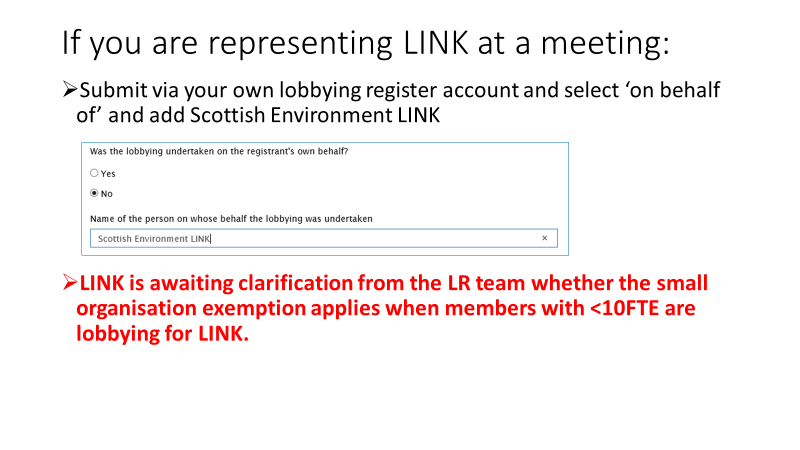 If you are representing LINK at a meeting:
➢Submit via your own lobbying register account and select ‘on behalf
of’ and add Scottish Environment LINK
Was the lobbying undertaken on the registrant's own behalf?
Yes
No
Name of the person on whose behalf the lobbying was undertaken
Scottish Environment LINK ×
➢LINK is awaiting clarification from the LR team whether the small
organisation exemption applies when members with <10FTE are
lobbying for LINK.